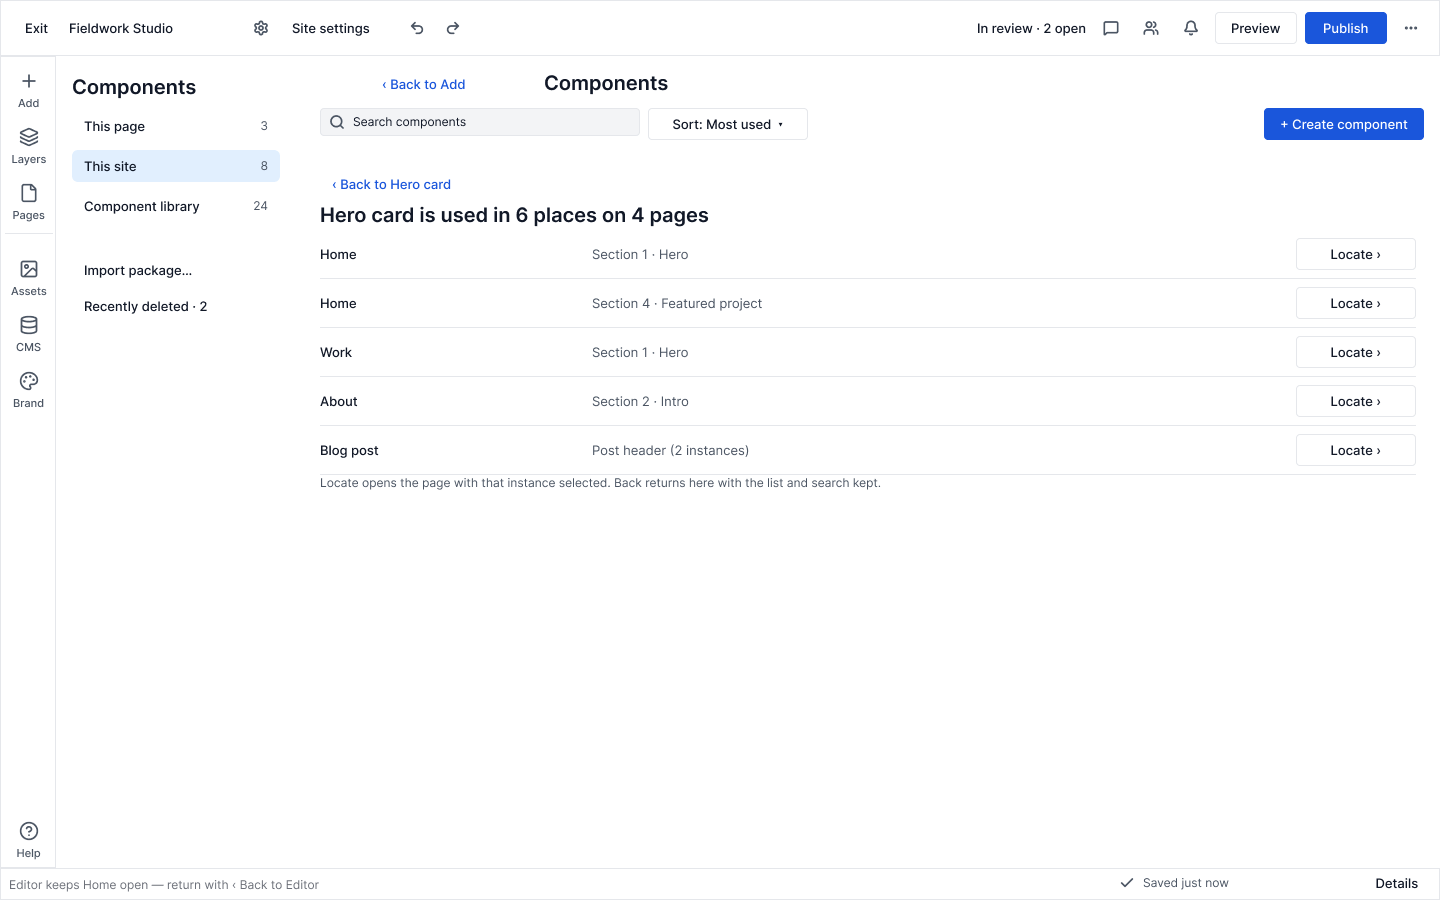 Exit
Fieldwork Studio
Site settings
In review · 2 open
Preview
Publish
Add
Layers
Pages
Assets
CMS
Brand
Help
Components
This page 3
This site 8
Component library 24
Import package...
Recently deleted · 2
‹ Back to Add
Components
Search components
Sort: Most used ▾
+ Create component
‹ Back to Hero card
Hero card is used in 6 places on 4 pages
Home Section 1 · Hero Locate ›
Home Section 4 · Featured project Locate ›
Work Section 1 · Hero Locate ›
About Section 2 · Intro Locate ›
Blog post Post header (2 instances) Locate ›
Locate opens the page with that instance selected. Back returns here with the list and search kept.
Editor keeps Home open — return with ‹ Back to Editor
Saved just now
Details